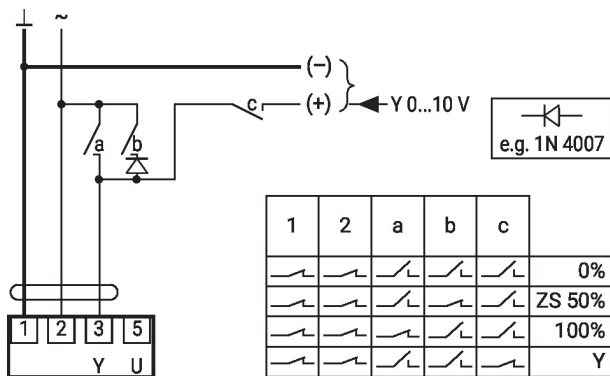 ⊥ ~
(–)
c (+) Y 0...10 V
a b
e.g. 1N 4007
1 2 a b c
0%
ZS 50%
100%
Y
1 2 3 5
Y U